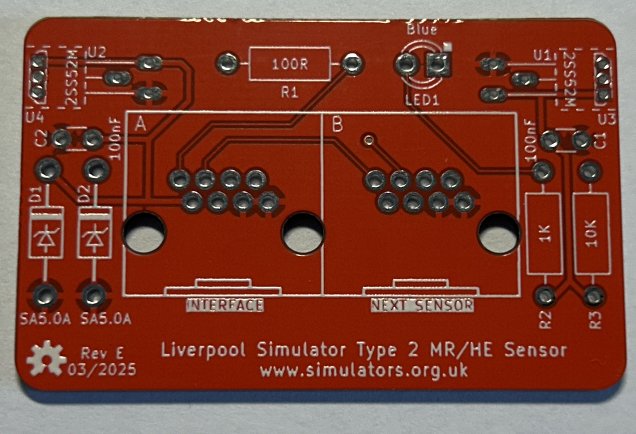 Blue
U2
2SS52M
U4
100R
R1
LED1
U1
2SS52M
U3
C2
100nF
A
B
100nF
C1
D1
D2
1K
10K
SA5.0A
SA5.0A
INTERFACE
NEXT SENSOR
R2
R3
Rev E
03/2025
Liverpool Simulator Type 2 MR/HE Sensor
www.simulators.org.uk